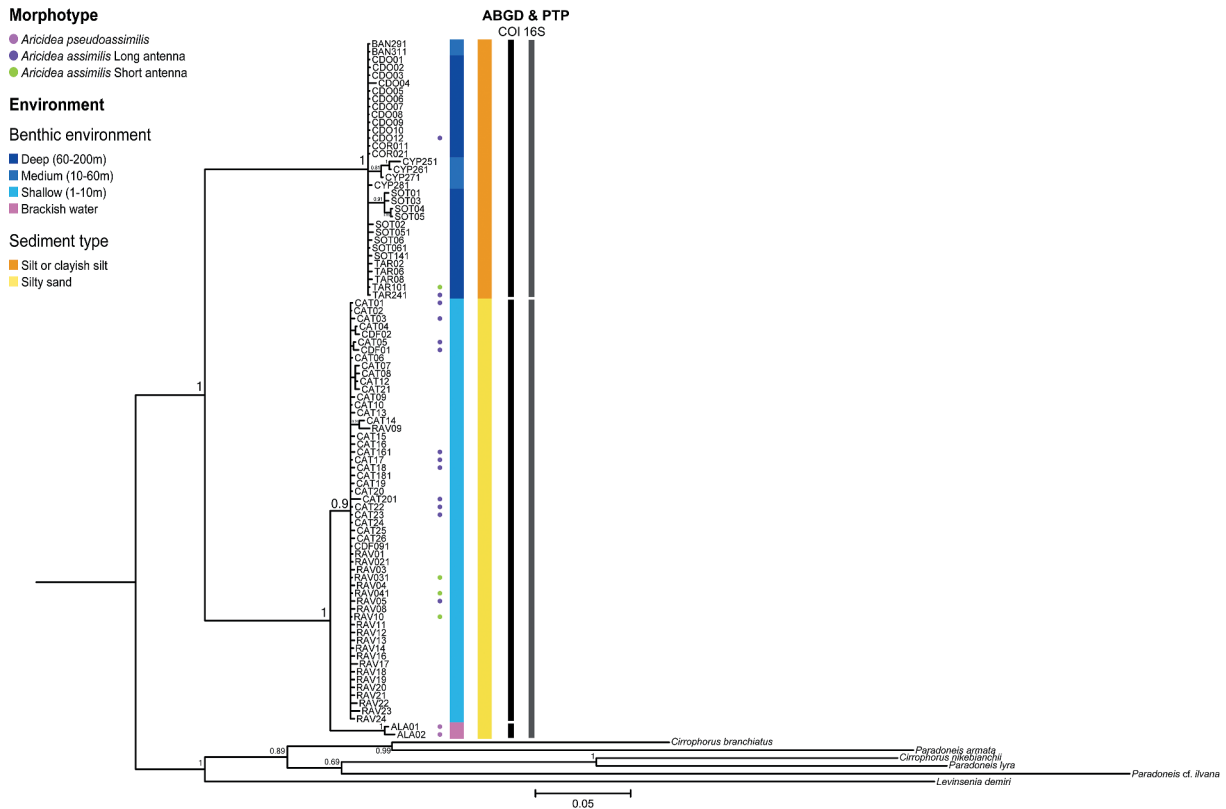 Morphotype
Aricidea pseudoassimilis
Aricidea assimilis Long antenna
Aricidea assimilis Short antenna
Environment
Benthic environment
Deep (60-200m)
Medium (10-60m)
Shallow (1-10m)
Brackish water
Sediment type
Silt or clayish silt
Silty sand
ABGD & PTP
COI 16S
BAN291
BAN311
CDO01
CDO02
CDO03
CDO04
CDO05
CDO06
CDO07
CDO08
CDO09
CDO10
CDO12
COR011
COR021
1
CYP251
1
CYP261
CYP271
CYP281
SOT01
0.91
SOT03
SOT04
SOT05
SOT02
SOT051
SOT06
SOT061
SOT141
TAR02
TAR06
TAR08
TAR101
TAR241
CAT01
CAT02
CAT03
CAT04
CDF02
CAT05
CDF01
CAT06
CAT07
CAT08
CAT12
CAT21
1
CAT09
CAT10
CAT13
CAT14
RAV09
CAT15
CAT16
CAT161
CAT17
CAT18
CAT181
CAT19
CAT20
CAT201
0.9
CAT22
CAT23
CAT24
CAT25
CAT26
CDF091
RAV01
RAV021
RAV03
RAV031
RAV04
RAV041
RAV05
RAV08
1
RAV10
RAV11
RAV12
RAV13
RAV14
RAV16
RAV17
RAV18
RAV19
RAV20
RAV21
RAV22
RAV23
RAV24
1
ALA01
ALA02
Cirrophorus branchiatus
0.89
0.99
Paradoneis armata
1
Cirrophorus nikebianchii
0.69
Paradoneis lyra
1
Paradoneis cf. ilvana
Levinsenia demiri
0.05